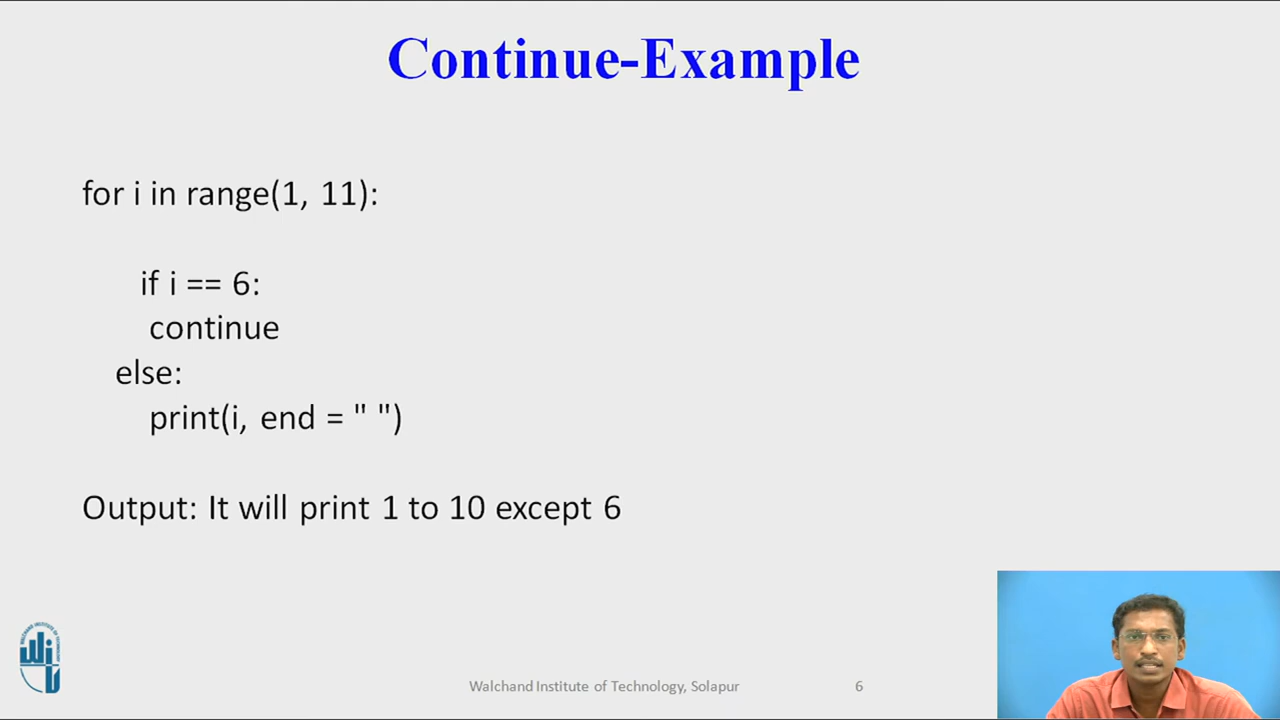 Continue-Example
for i in range(1, 11):
if i == 6:
continue
else:
print(i, end = " ")
Output: It will print 1 to 10 except 6
Walchand Institute of Technology, Solapur
6